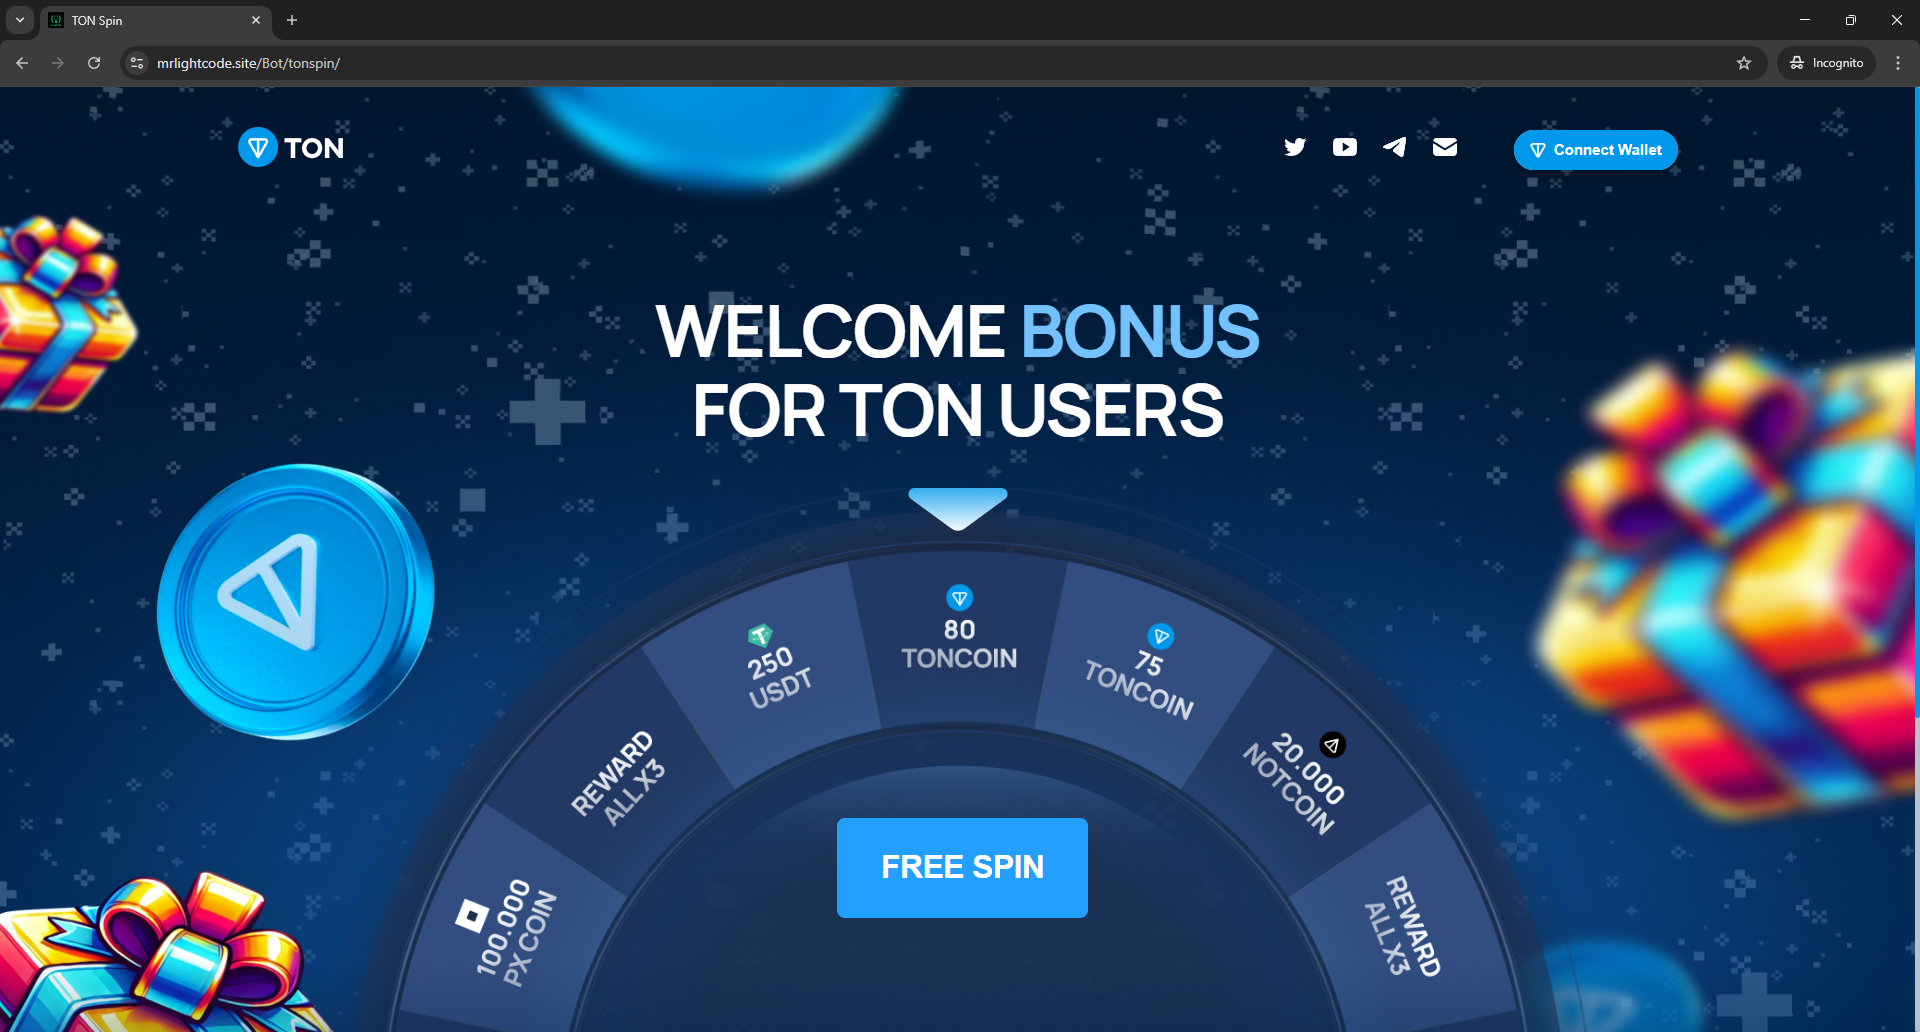 TON Spin
mrlightcode.site/Bot/tonspin/
Incognito
TON
Connect Wallet
WELCOME BONUS
FOR TON USERS
100.000
PX COIN
REWARD
ALL X3
250
USDT
80
TONCOIN
75
TONCOIN
20.000
NOTCOIN
REWARD
ALL X3
FREE SPIN